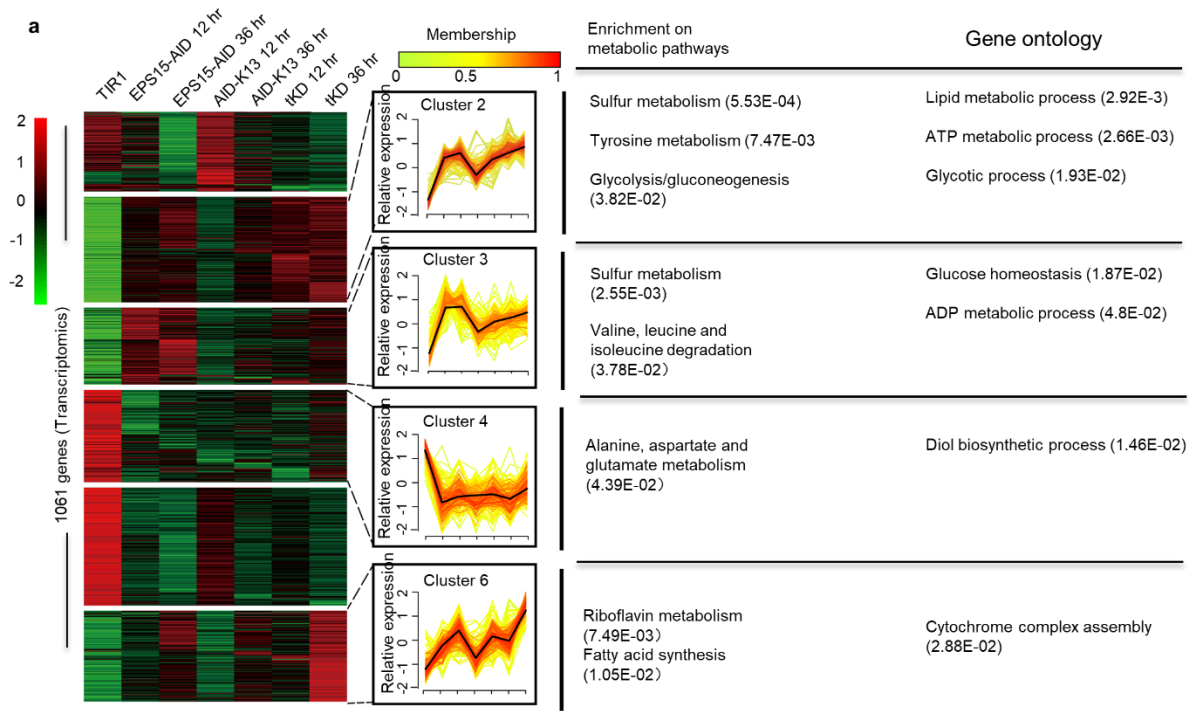 a
TIR1
EPS15-AID 12 hr
EPS15-AID 36 hr
AID-K13 12 hr
AID-K13 36 hr
tKD 12 hr
tKD 36 hr
2
1
0
-1
-2
1061 genes (Transcriptomics)
Membership
0
0.5
1
Cluster 2
Relative expression
2
1
0
-1
-2
Cluster 3
Relative expression
2
1
0
-1
-2
Cluster 4
Relative expression
2
1
0
-1
-2
Cluster 6
Relative expression
2
1
0
-1
-2
Enrichment on
metabolic pathways
Gene ontology
Sulfur metabolism (5.53E-04)
Tyrosine metabolism (7.47E-03
Glycolysis/gluconeogenesis
(3.82E-02)
Lipid metabolic process (2.92E-3)
ATP metabolic process (2.66E-03)
Glycotic process (1.93E-02)
Sulfur metabolism
(2.55E-03)
Valine, leucine and
isoleucine degradation
(3.78E-02）
Glucose homeostasis (1.87E-02)
ADP metabolic process (4.8E-02)
Alanine, aspartate and
glutamate metabolism
(4.39E-02）
Diol biosynthetic process (1.46E-02)
Riboflavin metabolism
(7.49E-03）
Fatty acid synthesis
(1.05E-02）
Cytochrome complex assembly
(2.88E-02)